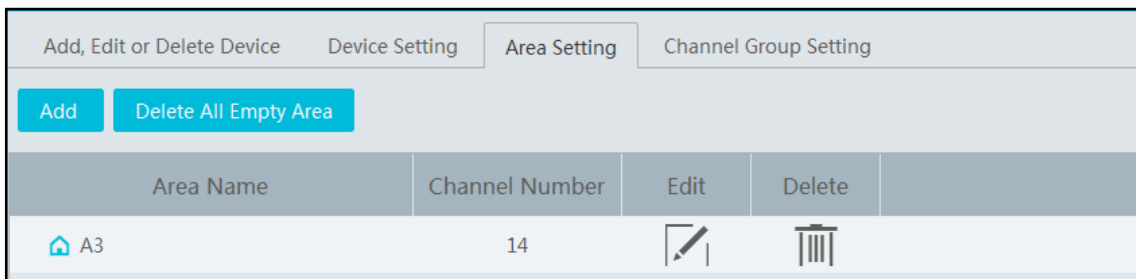 Add, Edit or Delete Device Device Setting Area Setting Channel Group Setting
Add Delete All Empty Area
Area Name Channel Number Edit Delete
A3 14